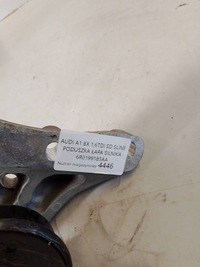 AUDI A1 8X 1.6TDI 5D SLINE
PODUSZKA ŁAPA SILNIKA
6R0199185AA
Numer magazynowy 4446